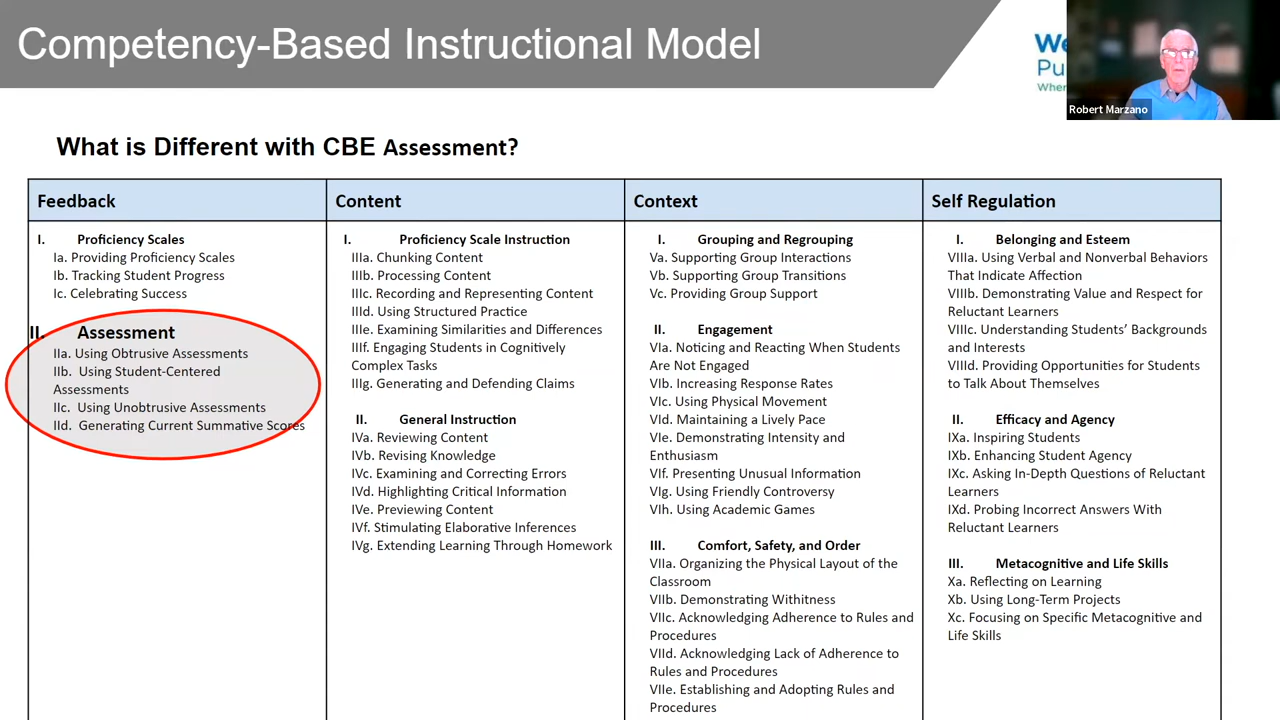 Competency-Based Instructional Model
We
Pu
Whe
Robert Marzano
What is Different with CBE Assessment?
Feedback
I. Proficiency Scales
Ia. Providing Proficiency Scales
Ib. Tracking Student Progress
Ic. Celebrating Success
II. Assessment
IIa. Using Obtrusive Assessments
IIb. Using Student-Centered
Assessments
IIc. Using Unobtrusive Assessments
IId. Generating Current Summative Scores
Content
I. Proficiency Scale Instruction
IIIa. Chunking Content
IIIb. Processing Content
IIIc. Recording and Representing Content
IIId. Using Structured Practice
IIIe. Examining Similarities and Differences
IIIf. Engaging Students in Cognitively
Complex Tasks
IIIg. Generating and Defending Claims
II. General Instruction
IVa. Reviewing Content
IVb. Revising Knowledge
IVc. Examining and Correcting Errors
IVd. Highlighting Critical Information
IVe. Previewing Content
IVf. Stimulating Elaborative Inferences
IVg. Extending Learning Through Homework
Context
I. Grouping and Regrouping
Va. Supporting Group Interactions
Vb. Supporting Group Transitions
Vc. Providing Group Support
II. Engagement
VIa. Noticing and Reacting When Students
Are Not Engaged
VIb. Increasing Response Rates
VIc. Using Physical Movement
VId. Maintaining a Lively Pace
VIe. Demonstrating Intensity and
Enthusiasm
VIf. Presenting Unusual Information
VIg. Using Friendly Controversy
VIh. Using Academic Games
III. Comfort, Safety, and Order
VIIa. Organizing the Physical Layout of the
Classroom
VIIb. Demonstrating Withitness
VIIc. Acknowledging Adherence to Rules and
Procedures
VIId. Acknowledging Lack of Adherence to
Rules and Procedures
VIIe. Establishing and Adopting Rules and
Procedures
Self Regulation
I. Belonging and Esteem
VIIIa. Using Verbal and Nonverbal Behaviors
That Indicate Affection
VIIIb. Demonstrating Value and Respect for
Reluctant Learners
VIIIc. Understanding Students' Backgrounds
and Interests
VIIId. Providing Opportunities for Students
to Talk About Themselves
II. Efficacy and Agency
IXa. Inspiring Students
IXb. Enhancing Student Agency
IXc. Asking In-Depth Questions of Reluctant
Learners
IXd. Probing Incorrect Answers With
Reluctant Learners
III. Metacognitive and Life Skills
Xa. Reflecting on Learning
Xb. Using Long-Term Projects
Xc. Focusing on Specific Metacognitive and
Life Skills